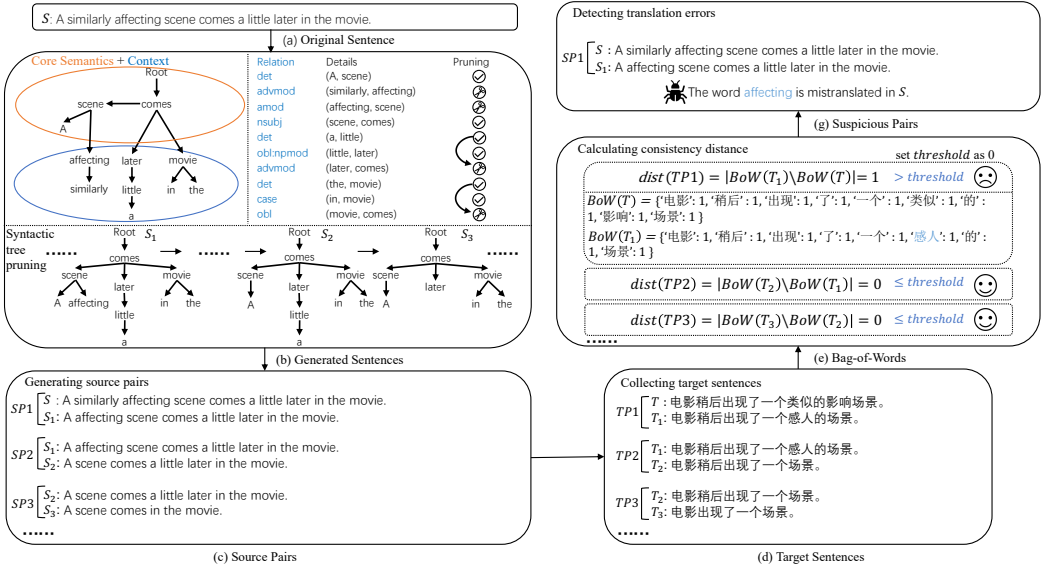 S: A similarly affecting scene comes a little later in the movie.
(a) Original Sentence
Core Semantics + Context
Root
scene
comes
A
affecting
later
movie
similarly
little
in
the
a
Relation Details Pruning
det (A, scene)
advmod (similarly, affecting)
amod (affecting, scene)
nsubj (scene, comes)
det (a, little)
obl:npmod (little, later)
advmod (later, comes)
det (the, movie)
case (in, movie)
obl (movie, comes)
Syntactic tree pruning
......
Root S₁
comes
scene
movie
A affecting
later
in the
little
a
......
Root S₂
comes
scene
movie
A
later
in the
little
a
Root S₃
comes
scene
movie
A
later
in the
......
(b) Generated Sentences
Generating source pairs
SP1
S : A similarly affecting scene comes a little later in the movie.
S₁: A affecting scene comes a little later in the movie.
SP2
S₁: A affecting scene comes a little later in the movie.
S₂: A scene comes a little later in the movie.
SP3
S₂: A scene comes a little later in the movie.
S₃: A scene comes in the movie.
......
(c) Source Pairs
Collecting target sentences
TP1
T : 电影稍后出现了一个类似的影响场景。
T₁: 电影稍后出现了一个感人的场景。
TP2
T₁: 电影稍后出现了一个感人的场景。
T₂: 电影稍后出现了一个场景。
TP3
T₂: 电影稍后出现了一个场景。
T₃: 电影出现了一个场景。
......
(d) Target Sentences
(e) Bag-of-Words
Calculating consistency distance
set threshold as 0
dist(TP1) = |BoW(T₁)\BoW(T)|= 1 > threshold
BoW(T) = {'电影': 1, '稍后': 1, '出现': 1, '了': 1, '一个': 1, '类似': 1, '的':
1, '影响': 1, '场景': 1 }
BoW(T₁) = {'电影': 1, '稍后': 1, '出现': 1, '了': 1, '一个': 1, '感人': 1, '的':
1, '场景': 1 }
dist(TP2) = |BoW(T₂)\BoW(T₁)| = 0 ≤ threshold
dist(TP3) = |BoW(T₃)\BoW(T₂)| = 0 ≤ threshold
......
(g) Suspicious Pairs
Detecting translation errors
SP1
S : A similarly affecting scene comes a little later in the movie.
S₁: A affecting scene comes a little later in the movie.
The word affecting is mistranslated in S.